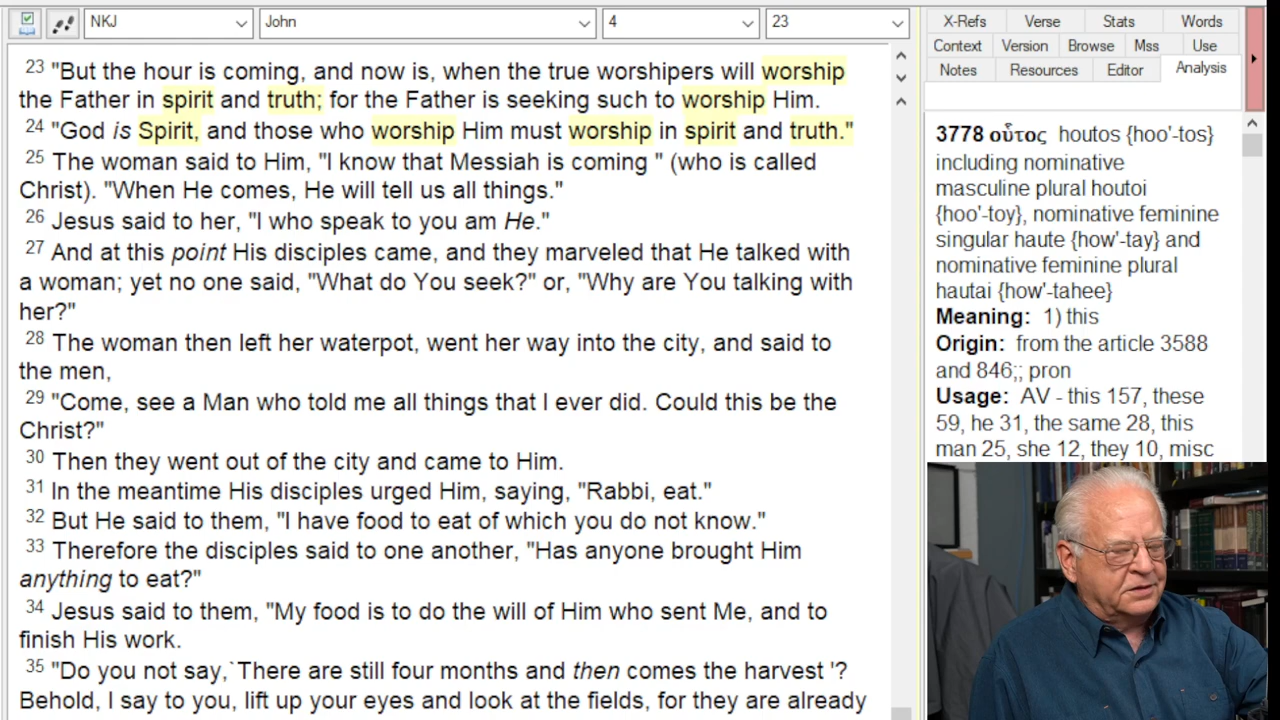 NKJ John 4 23
23 "But the hour is coming, and now is, when the true worshipers will worship
the Father in spirit and truth; for the Father is seeking such to worship Him.
24 "God is Spirit, and those who worship Him must worship in spirit and truth."
25 The woman said to Him, "I know that Messiah is coming " (who is called
Christ). "When He comes, He will tell us all things."
26 Jesus said to her, "I who speak to you am He."
27 And at this point His disciples came, and they marveled that He talked with
a woman; yet no one said, "What do You seek?" or, "Why are You talking with
her?"
28 The woman then left her waterpot, went her way into the city, and said to
the men,
29 "Come, see a Man who told me all things that I ever did. Could this be the
Christ?"
30 Then they went out of the city and came to Him.
31 In the meantime His disciples urged Him, saying, "Rabbi, eat."
32 But He said to them, "I have food to eat of which you do not know."
33 Therefore the disciples said to one another, "Has anyone brought Him
anything to eat?"
34 Jesus said to them, "My food is to do the will of Him who sent Me, and to
finish His work.
35 "Do you not say,`There are still four months and then comes the harvest '?
Behold, I say to you, lift up your eyes and look at the fields, for they are already
X-Refs Verse Stats Words
Context Version Browse Mss Use
Notes Resources Editor Analysis
3778 οὗτος houtos {hoo'-tos}
including nominative
masculine plural houtoi
{hoo'-toy}, nominative feminine
singular haute {how'-tay} and
nominative feminine plural
hautai {how'-tahee}
Meaning: 1) this
Origin: from the article 3588
and 846;; pron
Usage: AV - this 157, these
59, he 31, the same 28, this
man 25, she 12, they 10, misc